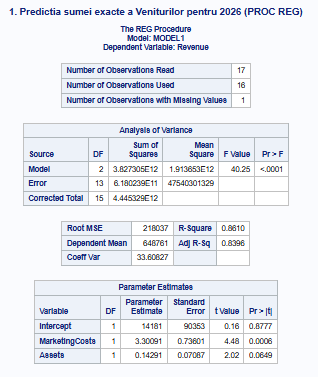 1. Predictia sumei exacte a Veniturilor pentru 2026 (PROC REG)
The REG Procedure
Model: MODEL1
Dependent Variable: Revenue
Number of Observations Read 17
Number of Observations Used 16
Number of Observations with Missing Values 1
Analysis of Variance
Source DF Sum of Squares Mean Square F Value Pr > F
Model 2 3.827305E12 1.913653E12 40.25 <.0001
Error 13 6.180239E11 47540301329
Corrected Total 15 4.445329E12
Root MSE 218037 R-Square 0.8610
Dependent Mean 648761 Adj R-Sq 0.8396
Coeff Var 33.60827
Parameter Estimates
Variable DF Parameter Estimate Standard Error t Value Pr > |t|
Intercept 1 14181 90353 0.16 0.8777
MarketingCosts 1 3.30091 0.73601 4.48 0.0006
Assets 1 0.14291 0.07087 2.02 0.0649